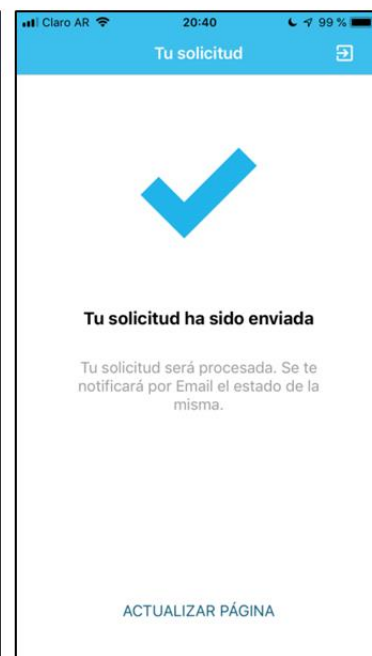 Claro AR
20:40
99 %
Tu solicitud
Tu solicitud ha sido enviada
Tu solicitud será procesada. Se te
notificará por Email el estado de la
misma.
ACTUALIZAR PÁGINA